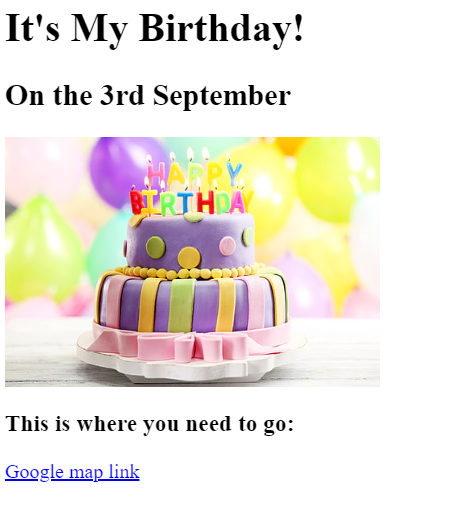 It's My Birthday!
On the 3rd September
HAPPY
BIRTHDAY
This is where you need to go:
Google map link